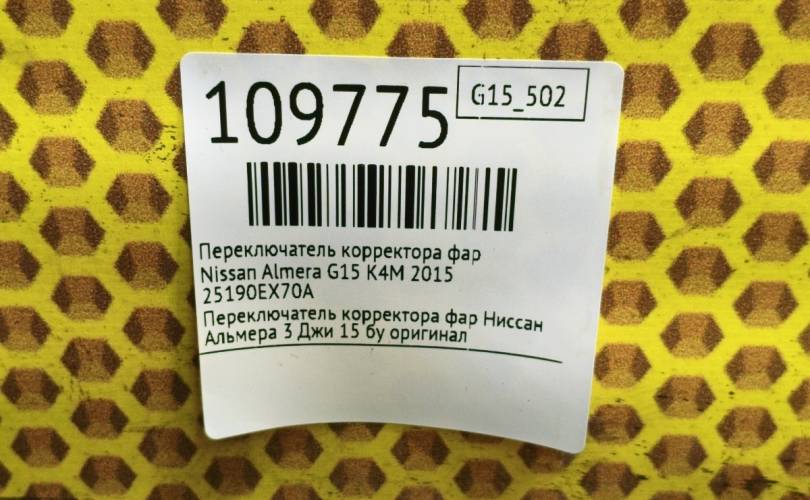 109775
G15_502
Переключатель корректора фар
Nissan Almera G15 K4M 2015
25190EX70A
Переключатель корректора фар Ниссан
Альмера 3 Джи 15 бу оригинал